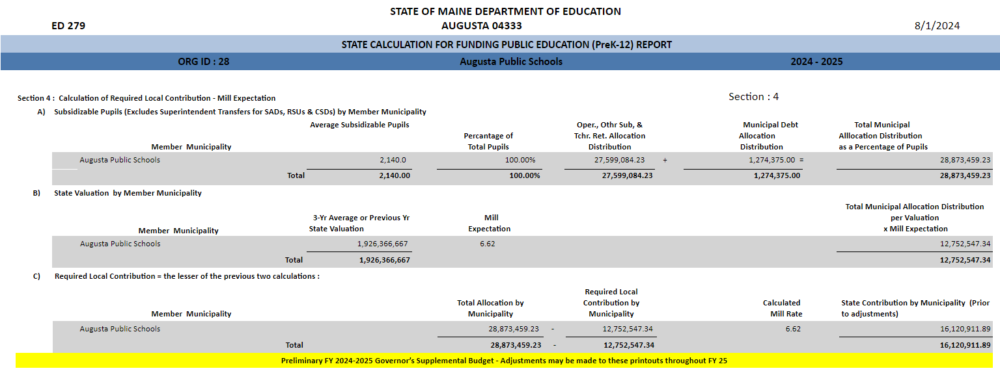 STATE OF MAINE DEPARTMENT OF EDUCATION
ED 279 AUGUSTA 04333 8/1/2024
STATE CALCULATION FOR FUNDING PUBLIC EDUCATION (PreK-12) REPORT
ORG ID : 28 Augusta Public Schools 2024 - 2025
Section 4 : Calculation of Required Local Contribution - Mill Expectation Section : 4
A) Subsidizable Pupils (Excludes Superintendent Transfers for SADs, RSUs & CSDs) by Member Municipality
Average Subsidizable Pupils Oper., Othr Sub, & Municipal Debt Total Municipal
Percentage of Tchr. Ret. Allocation Allocation Alllocation Distribution
Member Municipality Total Pupils Distribution Distribution as a Percentage of Pupils
Augusta Public Schools 2,140.0 100.00% 27,599,084.23 + 1,274,375.00 = 28,873,459.23
Total 2,140.00 100.00% 27,599,084.23 1,274,375.00 28,873,459.23
B) State Valuation by Member Municipality
Total Municipal Allocation Distribution
3-Yr Average or Previous Yr Mill per Valuation
Member Municipality State Valuation Expectation x Mill Expectation
Augusta Public Schools 1,926,366,667 6.62 12,752,547.34
Total 1,926,366,667 12,752,547.34
C) Required Local Contribution = the lesser of the previous two calculations :
Required Local
Total Allocation by Contribution by Calculated State Contribution by Municipality (Prior
Member Municipality Municipality Municipality Mill Rate to adjustments)
Augusta Public Schools 28,873,459.23 - 12,752,547.34 6.62 16,120,911.89
Total 28,873,459.23 - 12,752,547.34 16,120,911.89
Preliminary FY 2024-2025 Governor's Supplemental Budget - Adjustments may be made to these printouts throughout FY 25